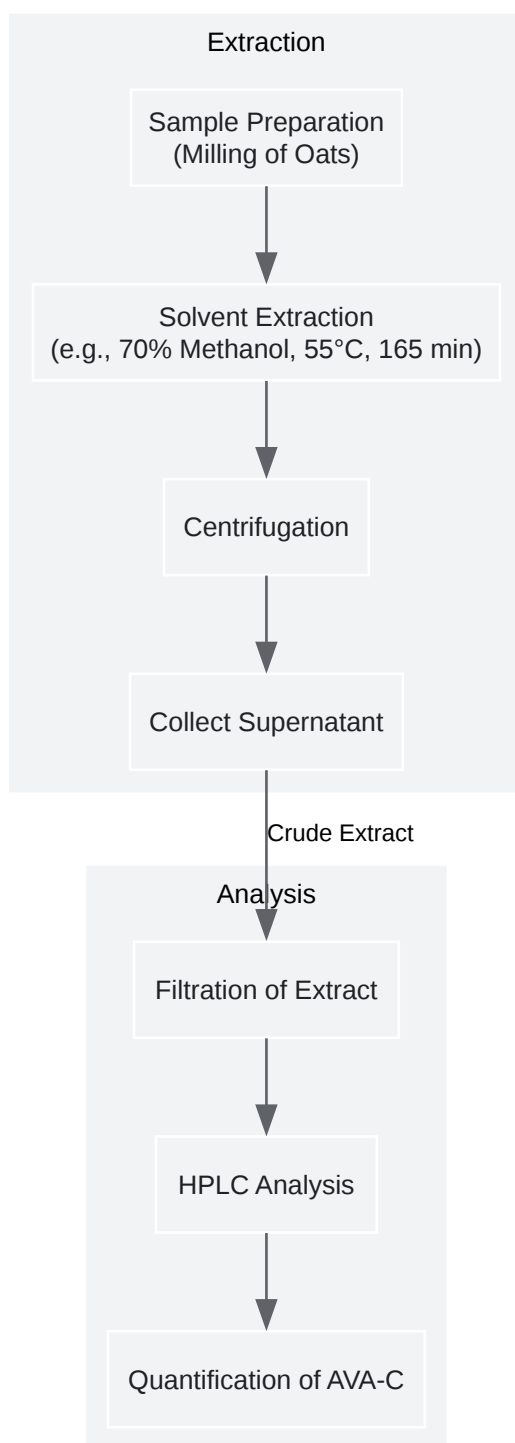 Extraction
Sample Preparation
(Milling of Oats)
Solvent Extraction
(e.g., 70% Methanol, 55°C, 165 min)
Centrifugation
Collect Supernatant
Crude Extract
Analysis
Filtration of Extract
HPLC Analysis
Quantification of AVA-C